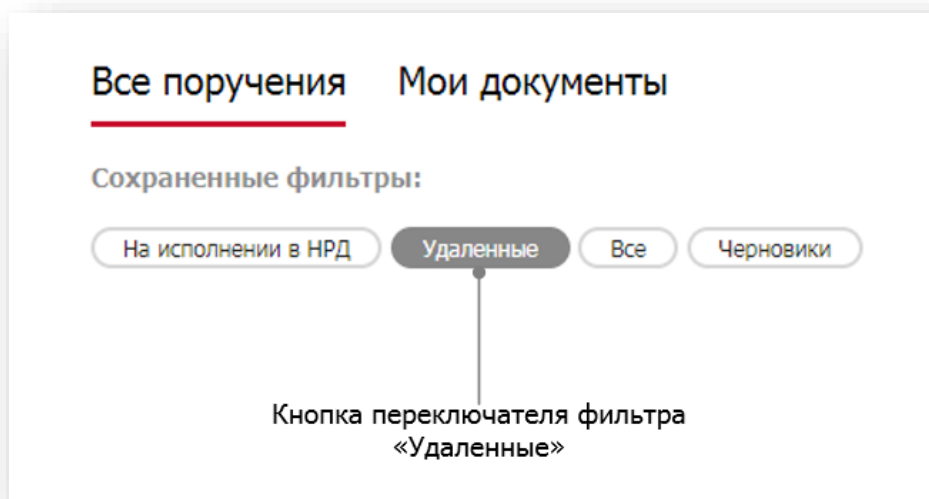 Все поручения Мои документы
Сохраненные фильтры:
На исполнении в НРД Удаленные Все Черновики
Кнопка переключателя фильтра
«Удаленные»